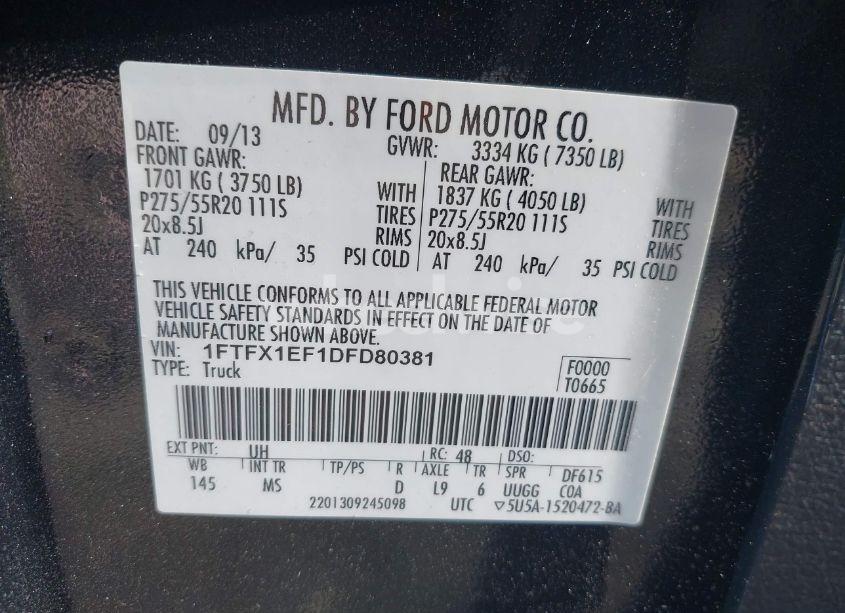 MFD. BY FORD MOTOR CO.
DATE: 09/13 GVWR: 3334 KG ( 7350 LB)
FRONT GAWR: REAR GAWR:
1701 KG ( 3750 LB) WITH 1837 KG ( 4050 LB) WITH
P275/55R20 111S TIRES P275/55R20 111S TIRES
20x8.5J RIMS 20x8.5J RIMS
AT 240 kPa/ 35 PSI COLD AT 240 kPa/ 35 PSI COLD
THIS VEHICLE CONFORMS TO ALL APPLICABLE FEDERAL MOTOR
VEHICLE SAFETY STANDARDS IN EFFECT ON THE DATE OF
MANUFACTURE SHOWN ABOVE.
VIN: 1FTFX1EF1DFD80381 F0000
TYPE: Truck T0665
EXT PNT: UH RC: 48 DSO:
WB INT TR TP/PS R AXLE TR SPR DF615
145 MS D L9 6 UUGG COA
2201309245098 UTC ▽5U5A-1520472-BA